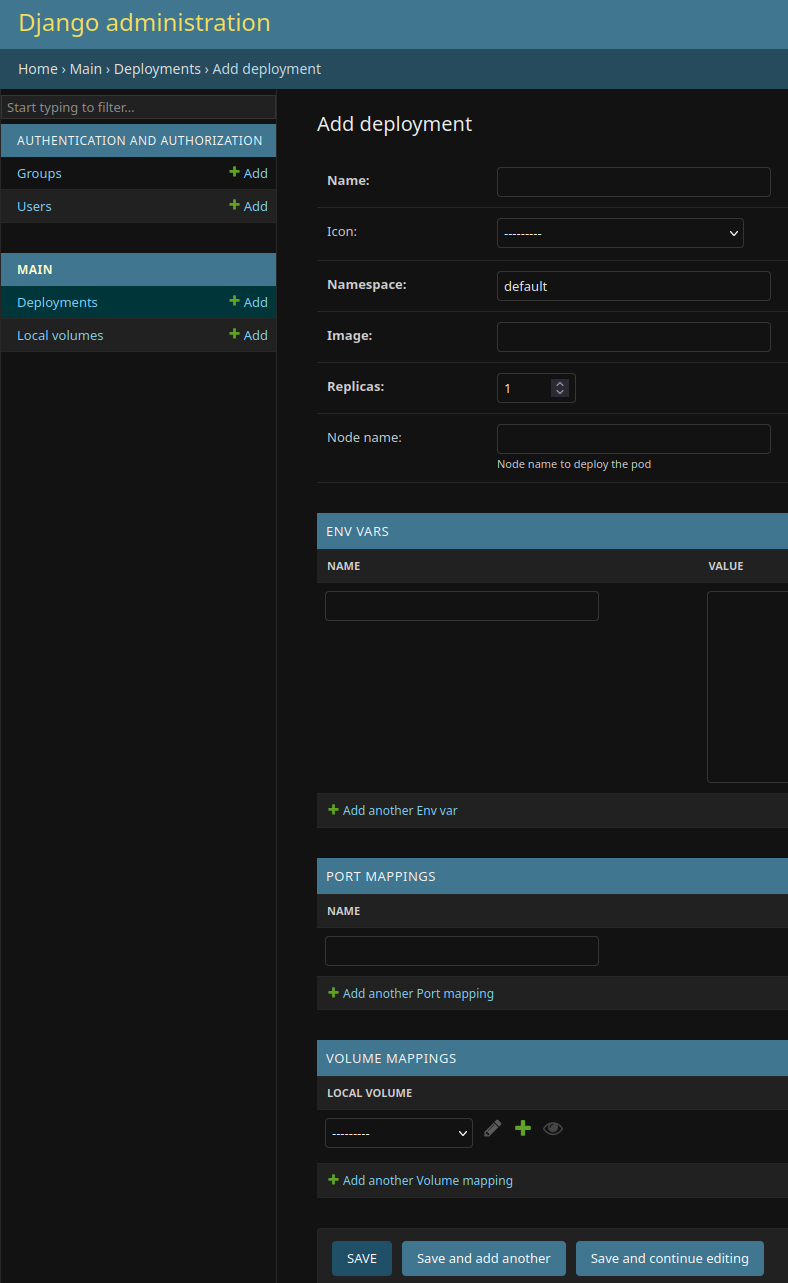 Django administration
Home › Main › Deployments › Add deployment
Start typing to filter...
AUTHENTICATION AND AUTHORIZATION
Groups Add
Users Add
MAIN
Deployments Add
Local volumes Add
Add deployment
Name:
Icon: ---------
Namespace: default
Image:
Replicas: 1
Node name:
Node name to deploy the pod
ENV VARS
NAME VALUE
Add another Env var
PORT MAPPINGS
NAME
Add another Port mapping
VOLUME MAPPINGS
LOCAL VOLUME
---------
Add another Volume mapping
SAVE Save and add another Save and continue editing